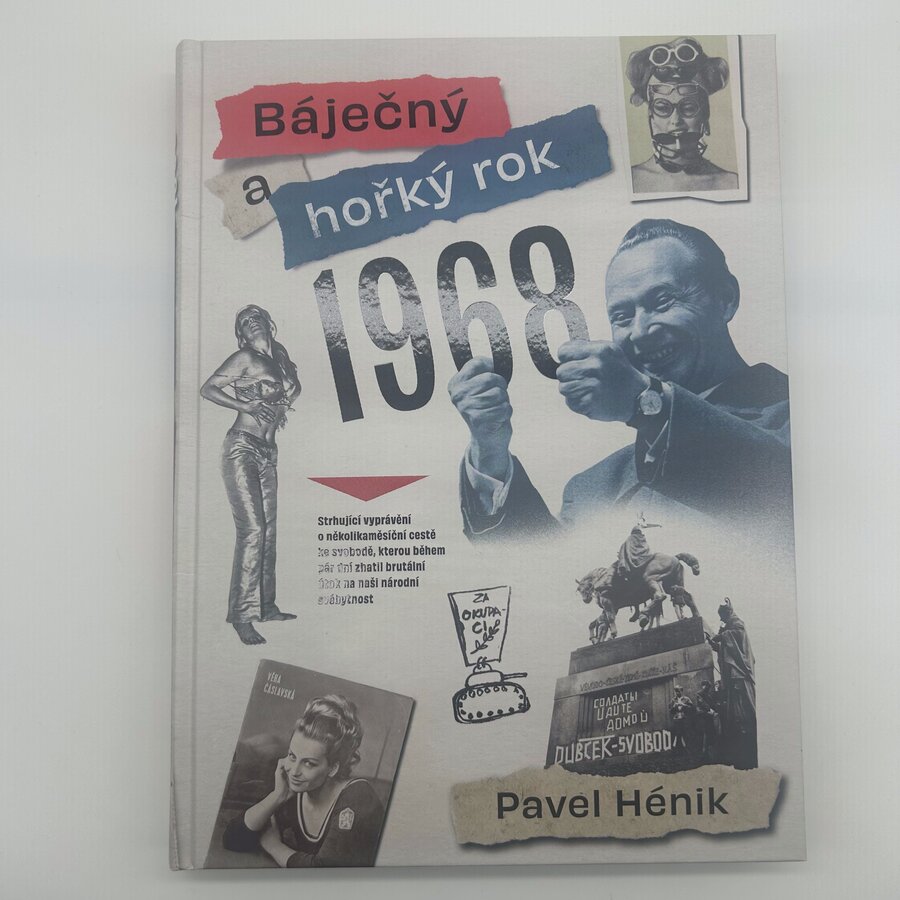 Báječný
a
hořký rok
1968
Strhující vyprávění
o několikaměsíční cestě
ke svobodě, kterou během
pár dní zhatil brutální
útok na naši národní
svébytnost
ZA
OKUPA-
CI
VĚRA
ČÁSLAVSKÁ
СОЛДАТЫ
ИДИТЕ
ДОМОЙ
DUBČEK-SVOBODA
Pavel Hénik